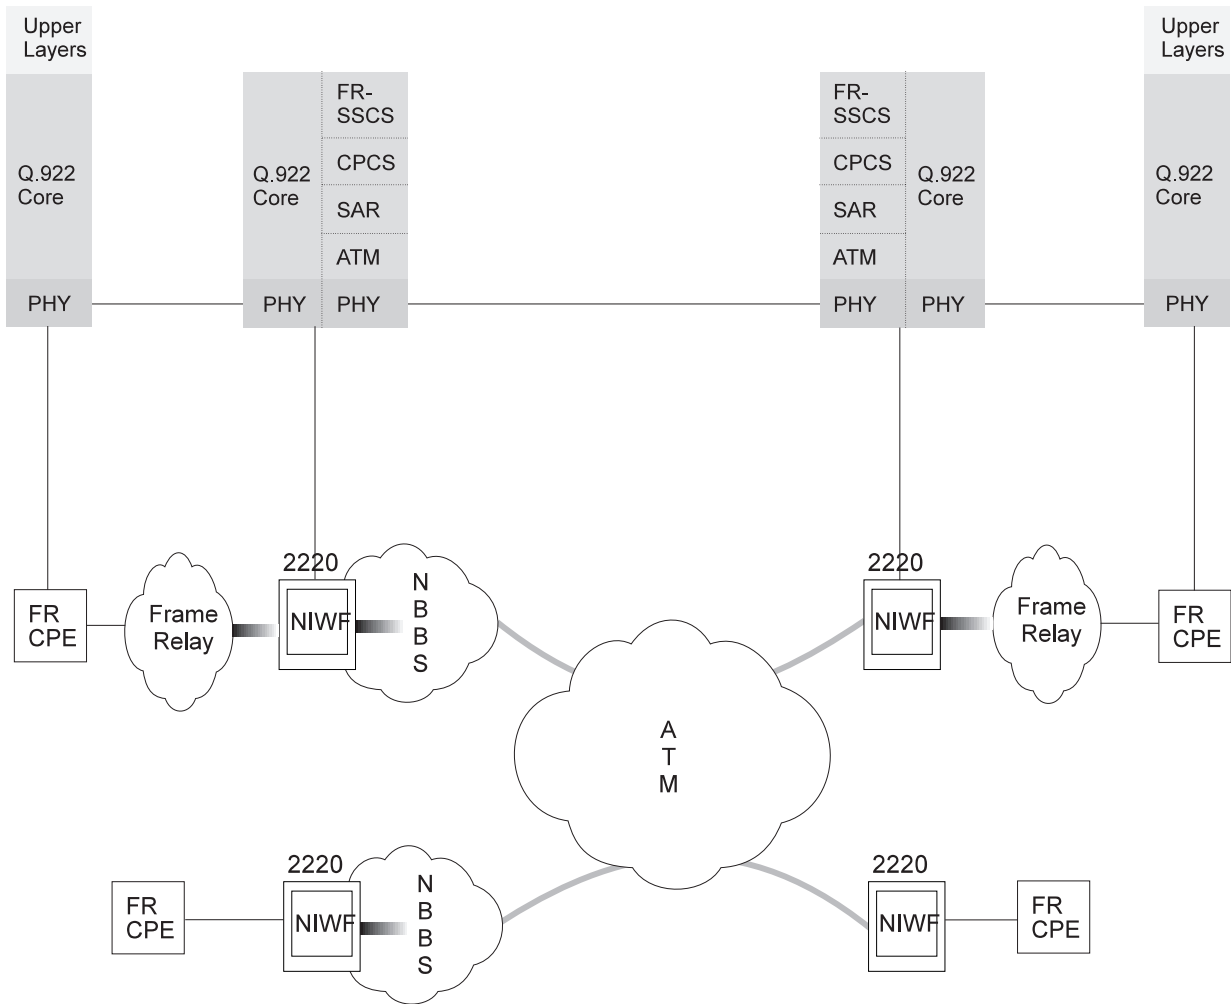 Upper
Layers
Q.922
Core
PHY
Q.922
Core
PHY
FR-
SSCS
CPCS
SAR
ATM
PHY
FR-
SSCS
CPCS
SAR
ATM
PHY
Q.922
Core
PHY
Upper
Layers
Q.922
Core
PHY
FR
CPE
Frame
Relay
2220
NIWF
N
B
B
S
A
T
M
2220
NIWF
Frame
Relay
FR
CPE
FR
CPE
2220
NIWF
N
B
B
S
2220
NIWF
FR
CPE